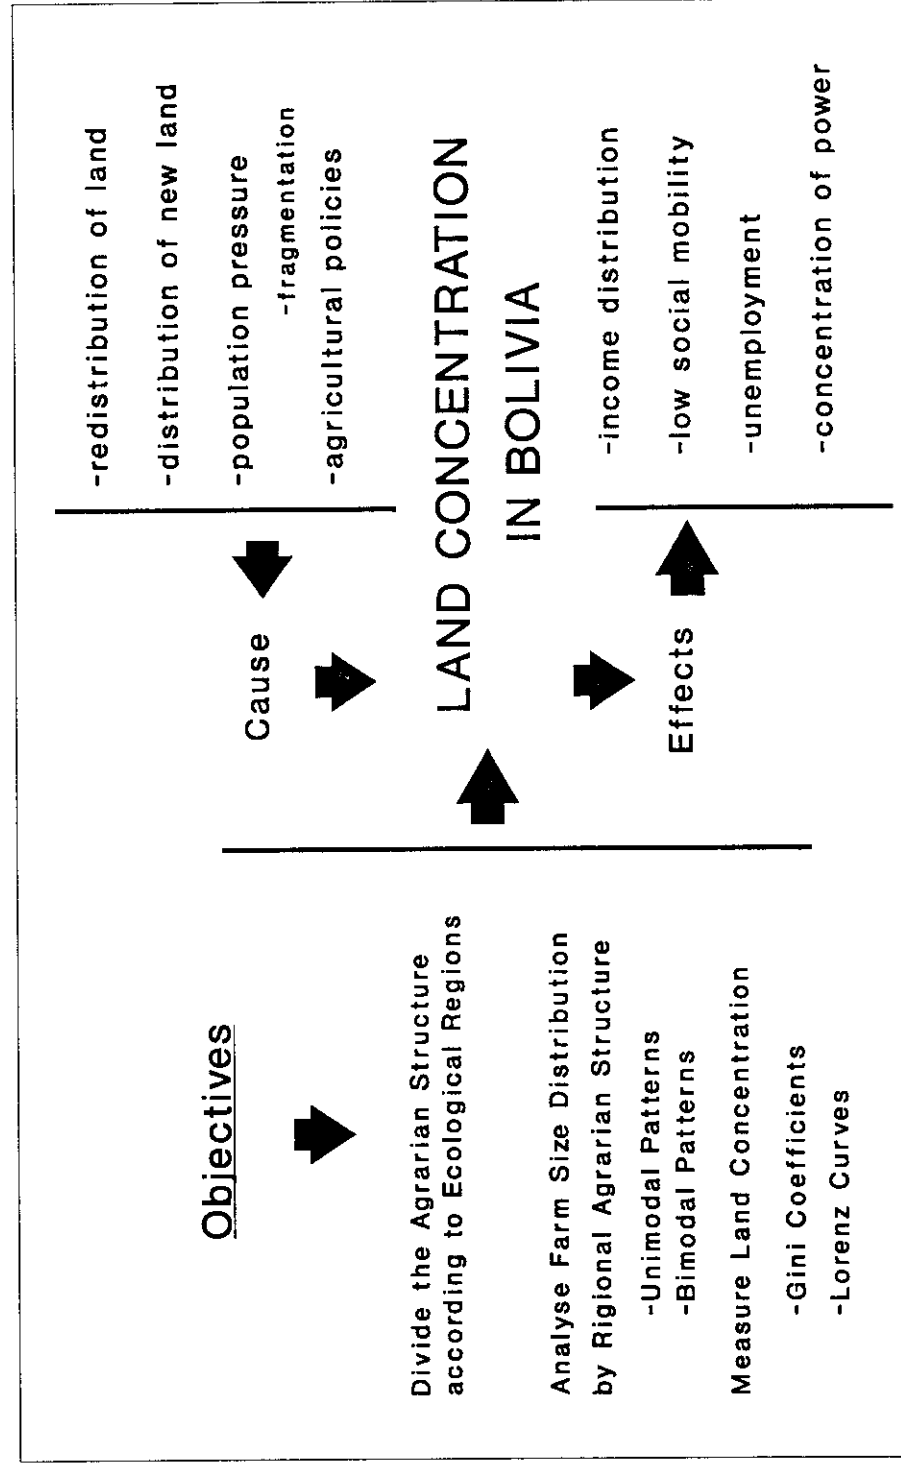 Objectives
Divide the Agrarian Structure
according to Ecological Regions
Analyse Farm Size Distribution
by Rigional Agrarian Structure
-Unimodal Patterns
-Bimodal Patterns
Measure Land Concentration
-Gini Coefficients
-Lorenz Curves
Cause
-redistribution of land
-distribution of new land
-population pressure
-fragmentation
-agricultural policies
LAND CONCENTRATION
IN BOLIVIA
Effects
-income distribution
-low social mobility
-unemployment
-concentration of power